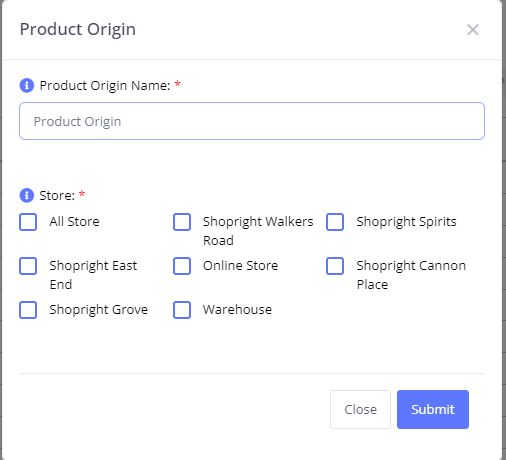 Product Origin
×
Product Origin Name: *
Product Origin
Store: *
All Store
Shopright Walkers
Road
Shopright Spirits
Shopright East
End
Online Store
Shopright Cannon
Place
Shopright Grove
Warehouse
Close
Submit